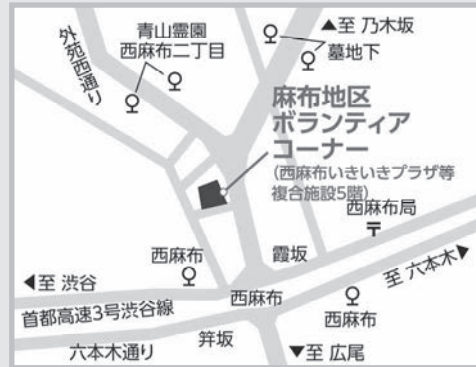 外苑西通り
青山霊園
西麻布二丁目
▲至 乃木坂
墓地下
麻布地区
ボランティア
コーナー
(西麻布いきいきプラザ等
複合施設5階)
西麻布局
〒
西麻布
霞坂
至 六本木▶
◀至 渋谷
西麻布
西麻布
首都高速3号渋谷線
六本木通り
笄坂
▼至 広尾